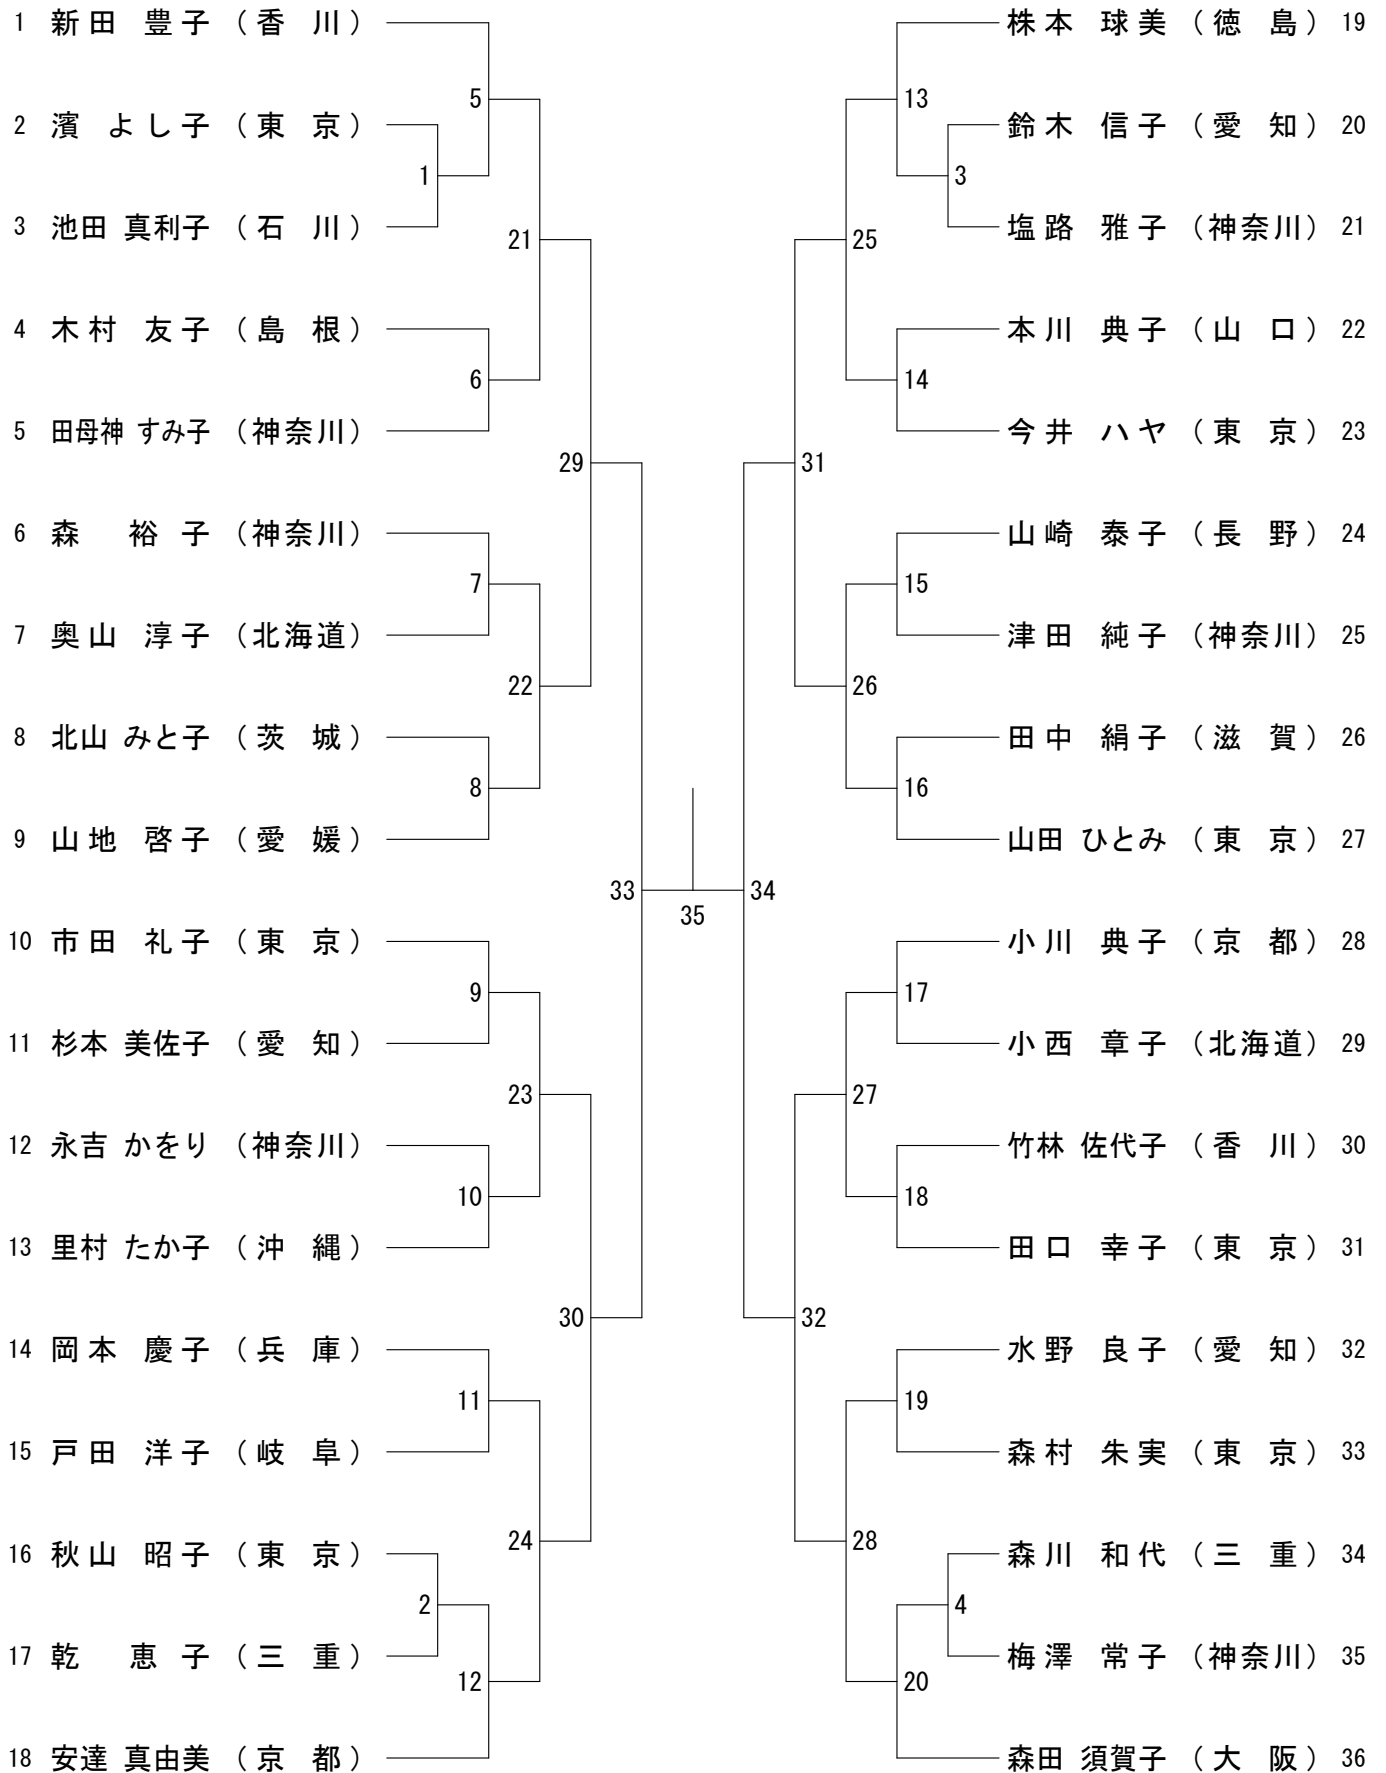 1 新田 豊子 (香 川)
2 濱 よし子 (東 京)
3 池田 真利子 (石 川)
4 木村 友子 (島 根)
5 田母神 すみ子 (神奈川)
6 森 裕子 (神奈川)
7 奥山 淳子 (北海道)
8 北山 みと子 (茨 城)
9 山地 啓子 (愛 媛)
10 市田 礼子 (東 京)
11 杉本 美佐子 (愛 知)
12 永吉 かをり (神奈川)
13 里村 たか子 (沖 縄)
14 岡本 慶子 (兵 庫)
15 戸田 洋子 (岐 阜)
16 秋山 昭子 (東 京)
17 乾 恵子 (三 重)
18 安達 真由美 (京 都)
1
2
5
6
7
8
9
10
11
12
21
22
23
24
29
30
33
35
34
31
32
25
26
27
28
13
14
15
16
17
18
19
20
3
4
株本 球美 (徳 島) 19
鈴木 信子 (愛 知) 20
塩路 雅子 (神奈川) 21
本川 典子 (山 口) 22
今井 ハヤ (東 京) 23
山崎 泰子 (長 野) 24
津田 純子 (神奈川) 25
田中 絹子 (滋 賀) 26
山田 ひとみ (東 京) 27
小川 典子 (京 都) 28
小西 章子 (北海道) 29
竹林 佐代子 (香 川) 30
田口 幸子 (東 京) 31
水野 良子 (愛 知) 32
森村 朱実 (東 京) 33
森川 和代 (三 重) 34
梅澤 常子 (神奈川) 35
森田 須賀子 (大 阪) 36